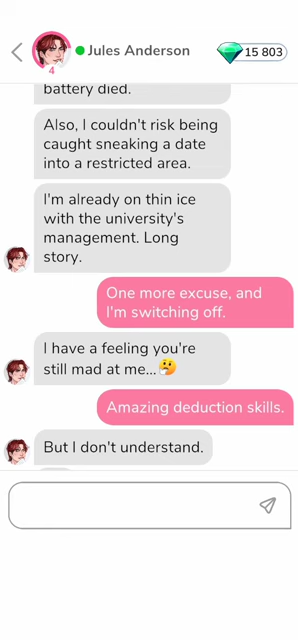 Jules Anderson
15 803
4
battery died.
Also, I couldn't risk being
caught sneaking a date
into a restricted area.
I'm already on thin ice
with the university's
management. Long
story.
One more excuse, and
I'm switching off.
I have a feeling you're
still mad at me...🤔
Amazing deduction skills.
But I don't understand.